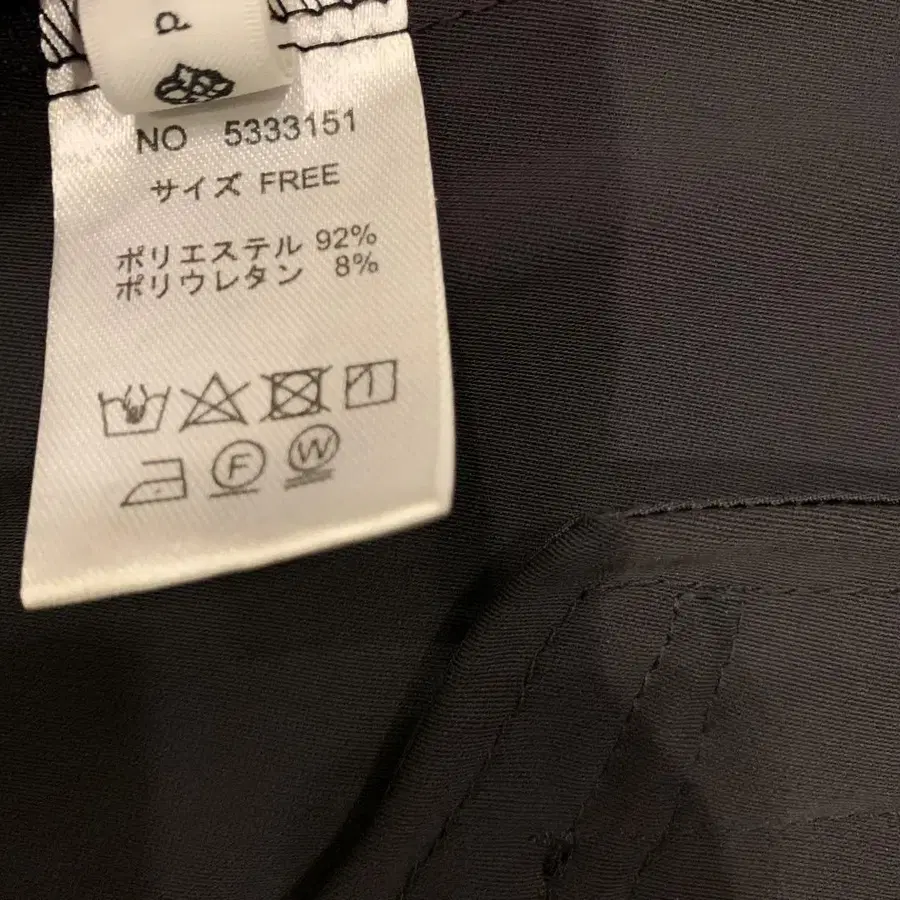 NO 5333151
サイズ FREE
ポリエステル 92%
ポリウレタン 8%
F W